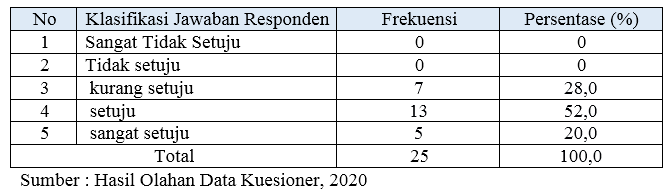 No Klasifikasi Jawaban Responden Frekuensi Persentase (%)
1 Sangat Tidak Setuju 0 0
2 Tidak setuju 0 0
3 kurang setuju 7 28,0
4 setuju 13 52,0
5 sangat setuju 5 20,0
Total 25 100,0
Sumber : Hasil Olahan Data Kuesioner, 2020